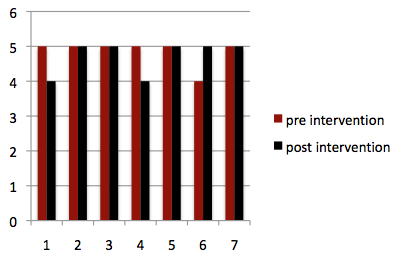 6
5
4
3
2
1
0
1 2 3 4 5 6 7
pre intervention
post intervention